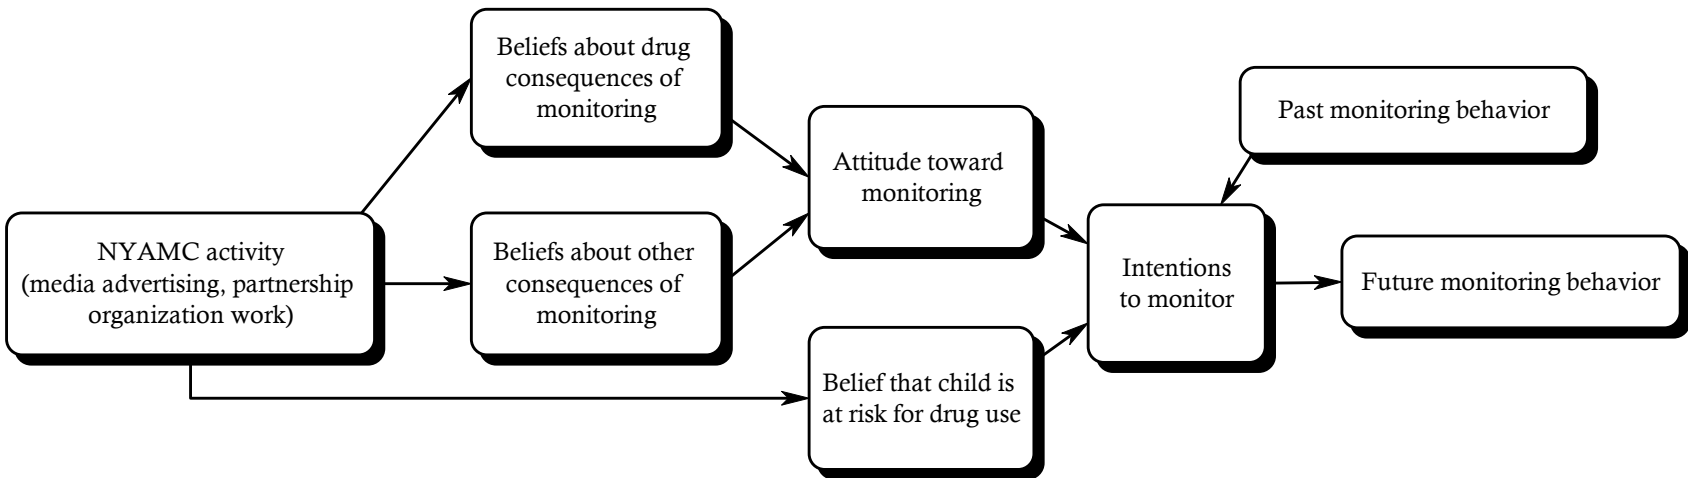 Beliefs about drug
consequences of
monitoring
Past monitoring behavior
Attitude toward
monitoring
NYAMC activity
(media advertising, partnership
organization work)
Beliefs about other
consequences of
monitoring
Intentions
to monitor
Future monitoring behavior
Belief that child is
at risk for drug use